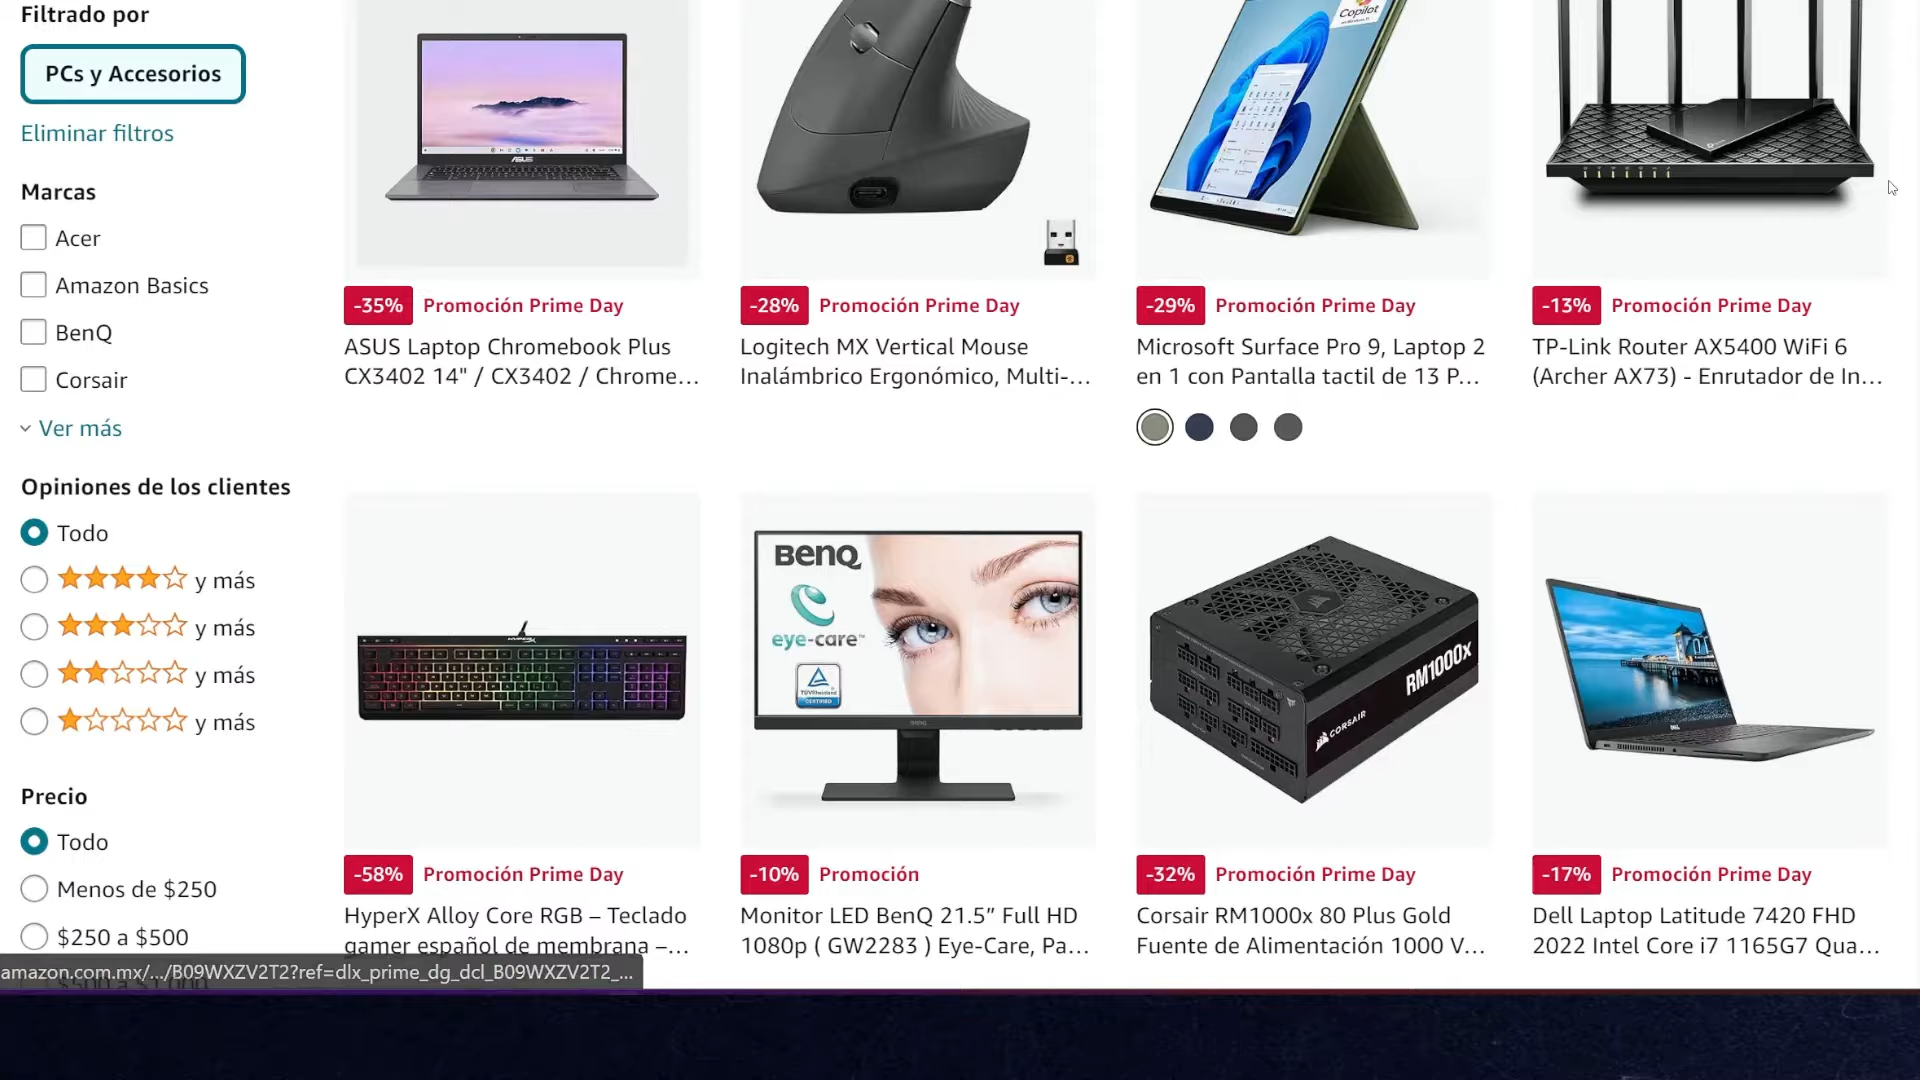 Filtrado por
PCs y Accesorios
Eliminar filtros
Marcas
Acer
Amazon Basics
BenQ
Corsair
Ver más
Opiniones de los clientes
Todo
y más
y más
y más
y más
Precio
Todo
Menos de $250
$250 a $500
amazon.com.mx/.../B09WXZV2T2?ref=dlx_prime_dg_dcl_B09WXZV2T2_...
ASUS
-35% Promoción Prime Day
ASUS Laptop Chromebook Plus
CX3402 14" / CX3402 / Chrome...
-28% Promoción Prime Day
Logitech MX Vertical Mouse
Inalámbrico Ergonómico, Multi-...
Copilot
-29% Promoción Prime Day
Microsoft Surface Pro 9, Laptop 2
en 1 con Pantalla tactil de 13 P...
-13% Promoción Prime Day
TP-Link Router AX5400 WiFi 6
(Archer AX73) - Enrutador de In...
HYPERX
-58% Promoción Prime Day
HyperX Alloy Core RGB – Teclado
gamer español de membrana –...
BenQ
eye-care™
TÜVRheinland
CERTIFIED
BenQ
-10% Promoción
Monitor LED BenQ 21.5” Full HD
1080p ( GW2283 ) Eye-Care, Pa...
RM1000x
CORSAIR
-32% Promoción Prime Day
Corsair RM1000x 80 Plus Gold
Fuente de Alimentación 1000 V...
DELL
-17% Promoción Prime Day
Dell Laptop Latitude 7420 FHD
2022 Intel Core i7 1165G7 Qua...